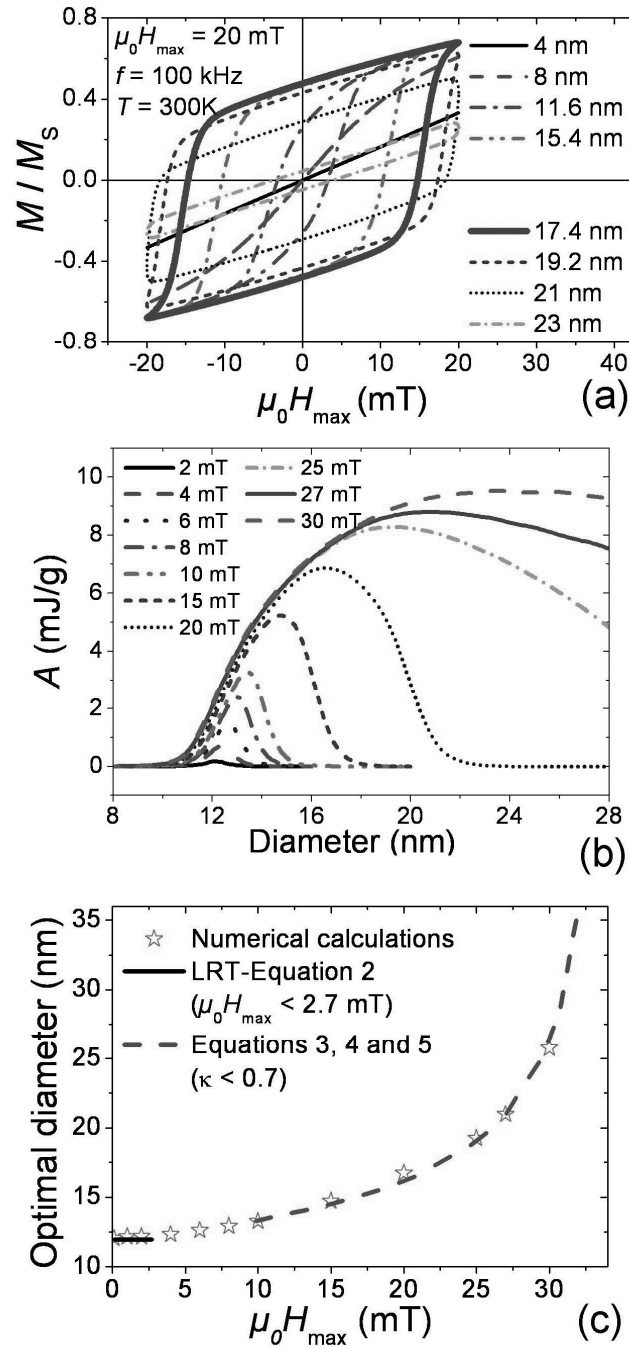 μ₀Hmax = 20 mT
f = 100 kHz
T = 300K
4 nm
8 nm
11.6 nm
15.4 nm
17.4 nm
19.2 nm
21 nm
23 nm
0.8
0.4
0.0
-0.4
-0.8
M / MS
-20 -10 0 10 20 30 40
μ₀Hmax (mT)
(a)
2 mT
4 mT
6 mT
8 mT
10 mT
15 mT
20 mT
25 mT
27 mT
30 mT
10
8
6
4
2
0
A (mJ/g)
8 12 16 20 24 28
Diameter (nm)
(b)
Numerical calculations
LRT-Equation 2
(μ₀Hmax < 2.7 mT)
Equations 3, 4 and 5
(κ < 0.7)
35
30
25
20
15
10
Optimal diameter (nm)
0 5 10 15 20 25 30
μ₀Hmax (mT)
(c)